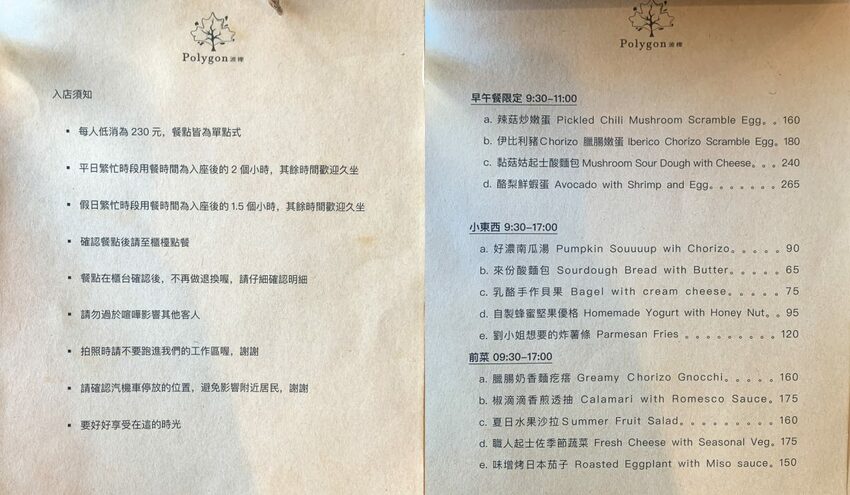 Polygon 波稜
入店須知
▪ 每人低消為 230 元，餐點皆為單點式
▪ 平日繁忙時段用餐時間為入座後的 2 個小時，其餘時間歡迎久坐
▪ 假日繁忙時段用餐時間為入座後的 1.5 個小時，其餘時間歡迎久坐
▪ 確認餐點後請至櫃檯點餐
▪ 餐點在櫃台確認後，不再做退換喔，請仔細確認明細
▪ 請勿過於喧嘩影響其他客人
▪ 拍照時請不要跑進我們的工作區喔，謝謝
▪ 請確認汽機車停放的位置，避免影響附近居民，謝謝
▪ 要好好享受在這的時光
Polygon 波稜
早午餐限定 9:30-11:00
a. 辣菇炒嫩蛋 Pickled Chili Mushroom Scramble Egg。。160
b. 伊比利豬Chorizo 臘腸嫩蛋 Iberico Chorizo Scramble Egg。180
c. 黏菇姑起士酸麵包 Mushroom Sour Dough with Cheese。。。240
d. 酪梨鮮蝦蛋 Avocado with Shrimp and Egg。。。。。。。265
小東西 9:30-17:00
a. 好濃南瓜湯 Pumpkin Souuuup wih Chorizo。。。。。90
b. 來份酸麵包 Sourdough Bread with Butter。。。。。65
c. 乳酪手作貝果 Bagel with cream cheese。。。。。75
d. 自製蜂蜜堅果優格 Homemade Yogurt with Honey Nut。。95
e. 劉小姐想要的炸薯條 Parmesan Fries 。。。。。。。。。120
前菜 09:30-17:00
a. 臘腸奶香麵疙瘩 Greamy Chorizo Gnocchi。。。。。160
b. 椒滴滴香煎透抽 Calamari with Romesco Sauce。175
c. 夏日水果沙拉Summer Fruit Salad。。。。。。。。。160
d. 職人起士佐季節蔬菜 Fresh Cheese with Seasonal Veg。175
e. 味增烤日本茄子 Roasted Eggplant with Miso sauce。150